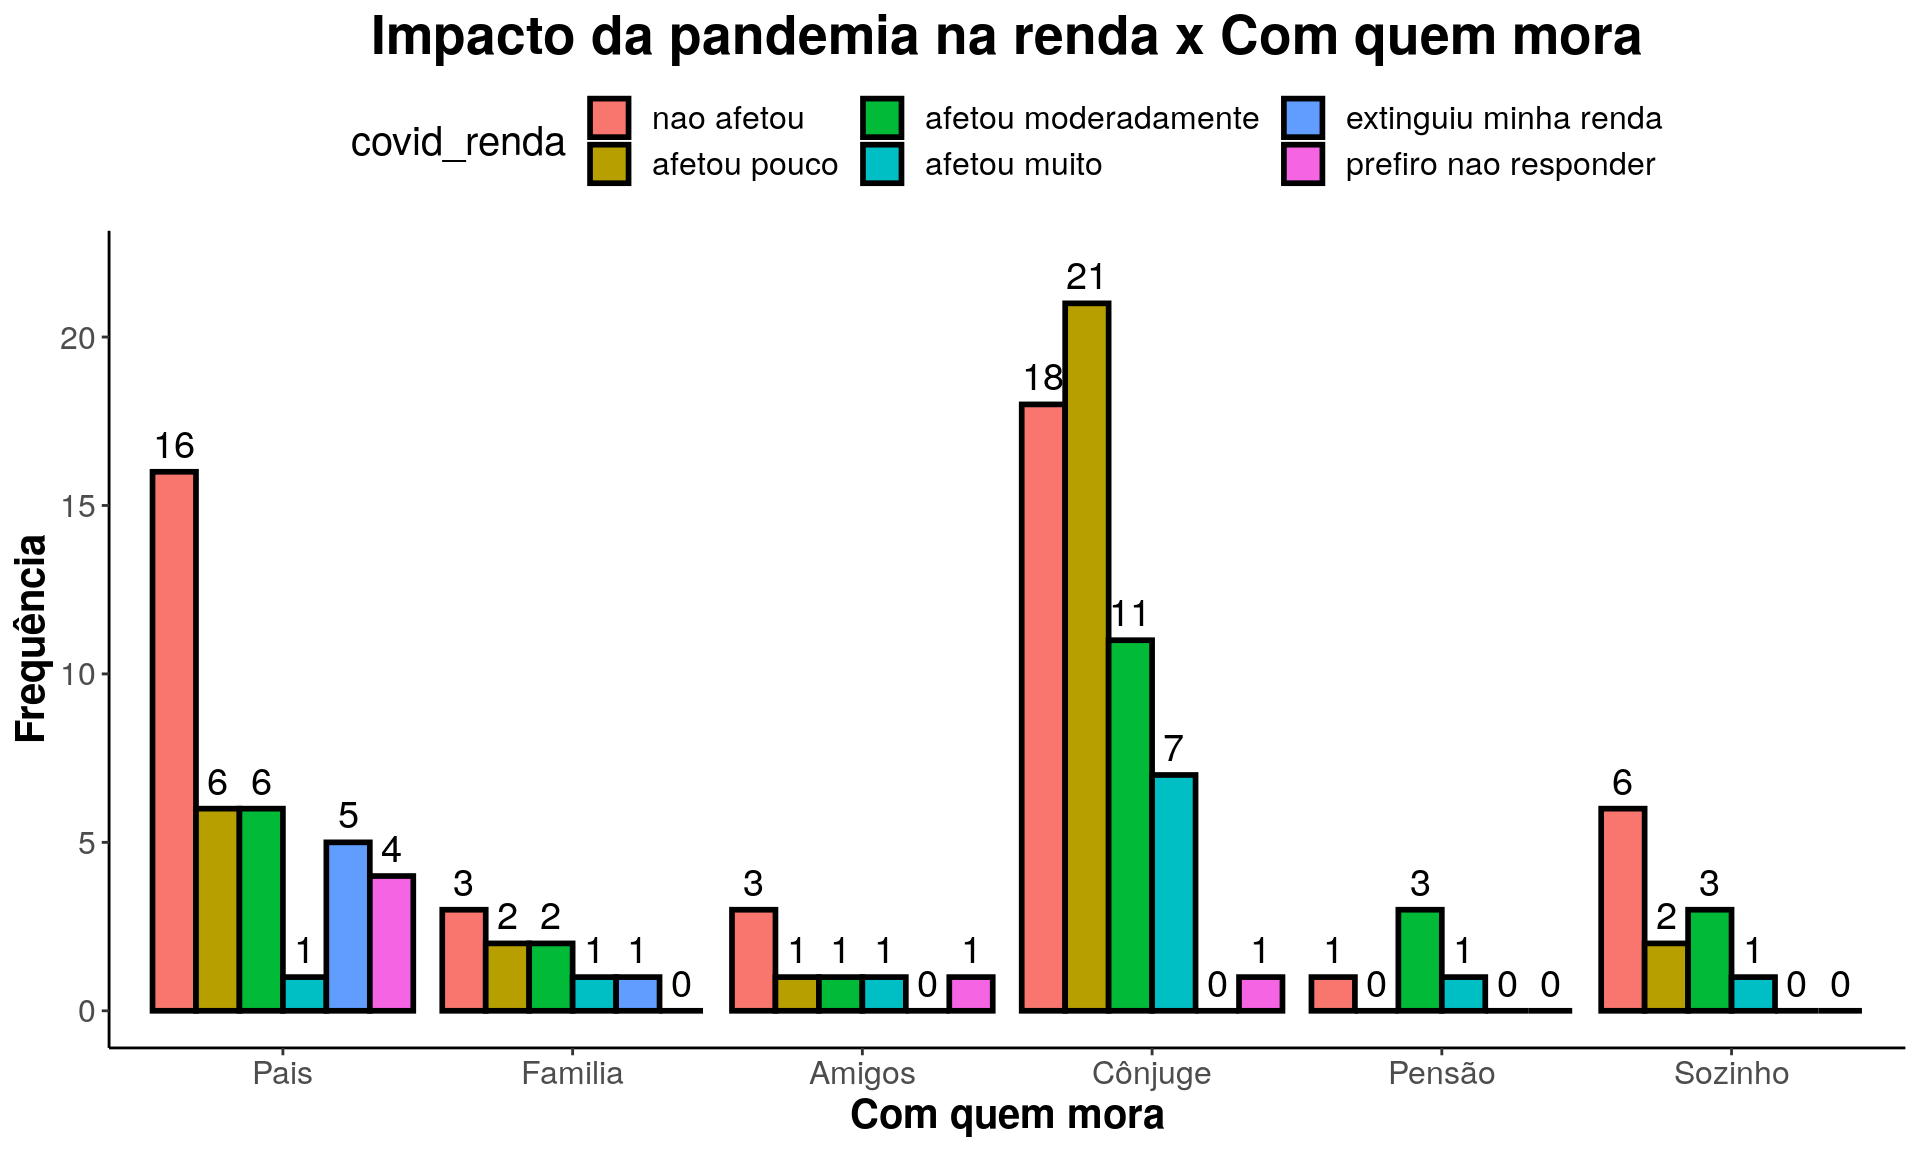 Impacto da pandemia na renda x Com quem mora
covid_renda
nao afetou
afetou pouco
afetou moderadamente
afetou muito
extinguiu minha renda
prefiro nao responder
Frequência
20
15
10
5
0
16 6 6 1 5 4
3 2 2 1 1 0
3 1 1 1 0 1
18 21 11 7 0 1
1 0 3 1 0 0
6 2 3 1 0 0
Pais Familia Amigos Cônjuge Pensão Sozinho
Com quem mora